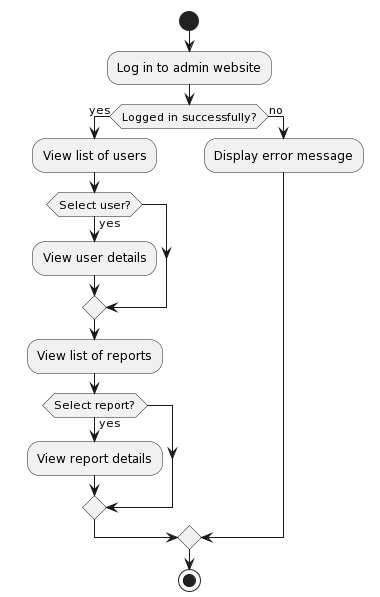 Log in to admin website
yes
Logged in successfully?
no
View list of users
Display error message
Select user?
yes
View user details
View list of reports
Select report?
yes
View report details